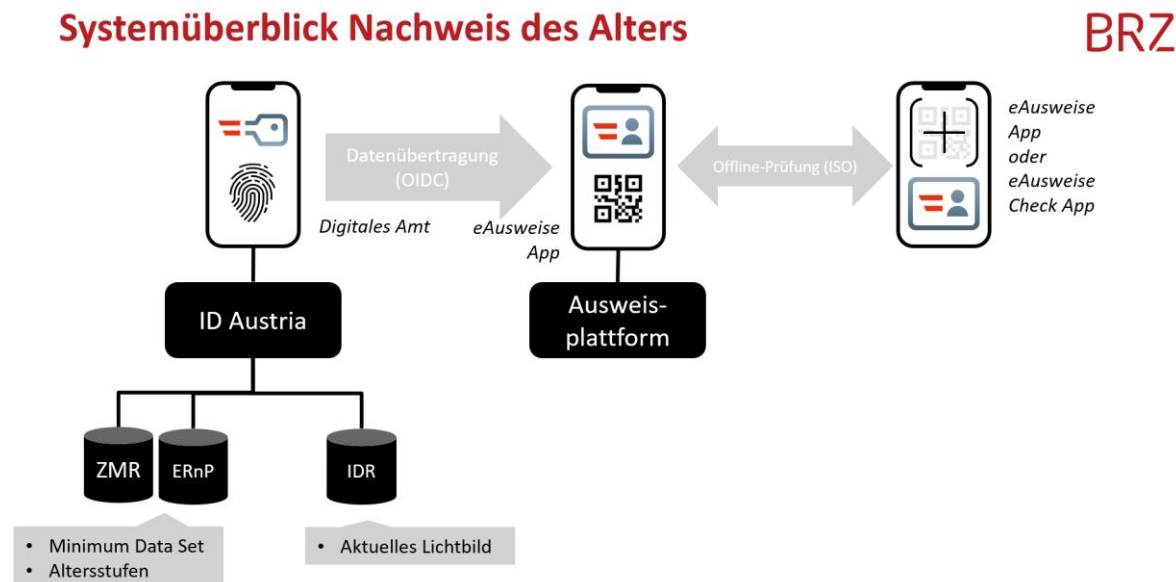 Systemüberblick Nachweis des Alters
BRZ
Datenübertragung
(OIDC)
Digitales Amt
eAusweise
App
Offline-Prüfung (ISO)
eAusweise
App
oder
eAusweise
Check App
ID Austria
Ausweis-
plattform
ZMR
ERnP
IDR
• Minimum Data Set
• Altersstufen
• Aktuelles Lichtbild